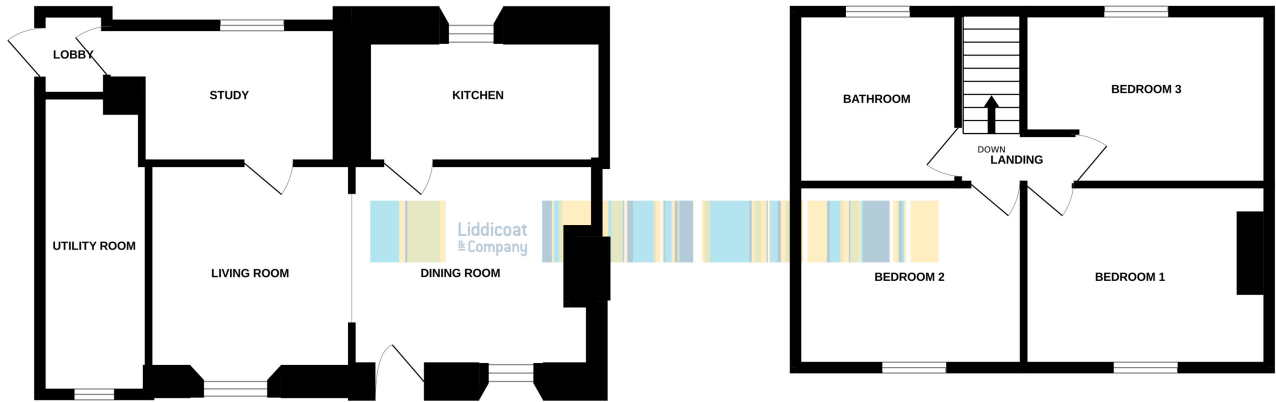 LOBBY
STUDY
KITCHEN
UTILITY ROOM
LIVING ROOM
DINING ROOM
Liddicoat
& Company
BATHROOM
BEDROOM 3
DOWN
LANDING
BEDROOM 2
BEDROOM 1